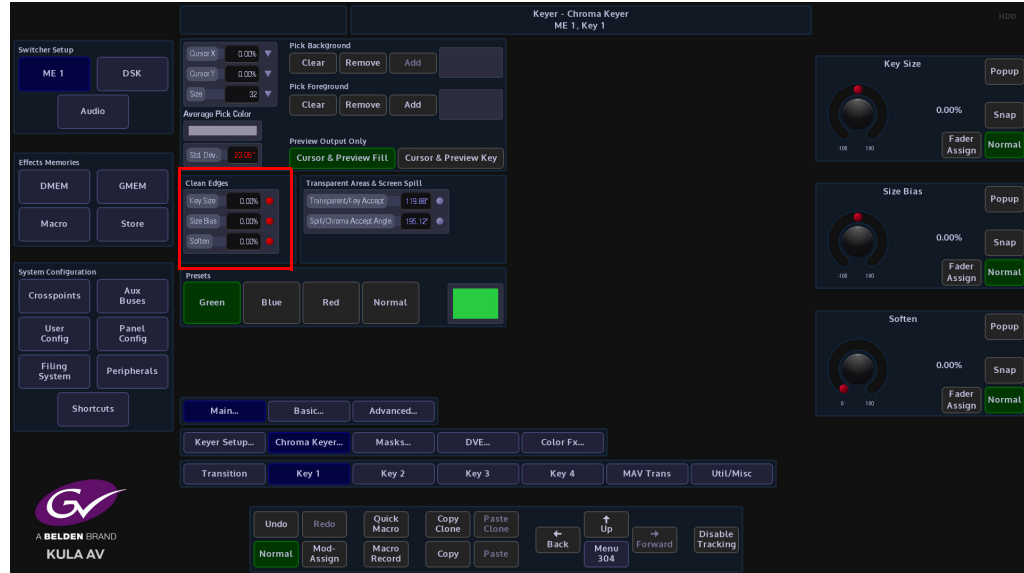 Keyer - Chroma Keyer
ME 1, Key 1
HDD
Switcher Setup
ME 1
DSK
Audio
Effects Memories
DMEM
GMEM
Macro
Store
System Configuration
Crosspoints
Aux
Buses
User
Config
Panel
Config
Filing
System
Peripherals
Shortcuts
Cursor X 0.00%
Cursor Y 0.00%
Size 32
Average Pick Color
Std. Dev. 23.09°
Pick Background
Clear
Remove
Add
Pick Foreground
Clear
Remove
Add
Preview Output Only
Cursor & Preview Fill
Cursor & Preview Key
Clean Edges
Key Size 0.00%
Size Bias 0.00%
Soften 0.00%
Transparent Areas & Screen Spill
Transparent/Key Accept 119.88°
Spill/Chroma Accept Angle 195.12°
Presets
Green
Blue
Red
Normal
Main...
Basic...
Advanced...
Keyer Setup...
Chroma Keyer...
Masks...
DVE...
Color Fx...
Transition
Key 1
Key 2
Key 3
Key 4
MAV Trans
Util/Misc
Key Size
Popup
0.00%
Snap
-100 100
Fader
Assign
Normal
Size Bias
Popup
0.00%
Snap
-100 100
Fader
Assign
Normal
Soften
Popup
0.00%
Snap
0 100
Fader
Assign
Normal
GV
A BELDEN BRAND
KULA AV
Undo
Redo
Quick
Macro
Copy
Clone
Paste
Clone
Normal
Mod-
Assign
Macro
Record
Copy
Paste
Back
Up
Menu
304
Forward
Disable
Tracking